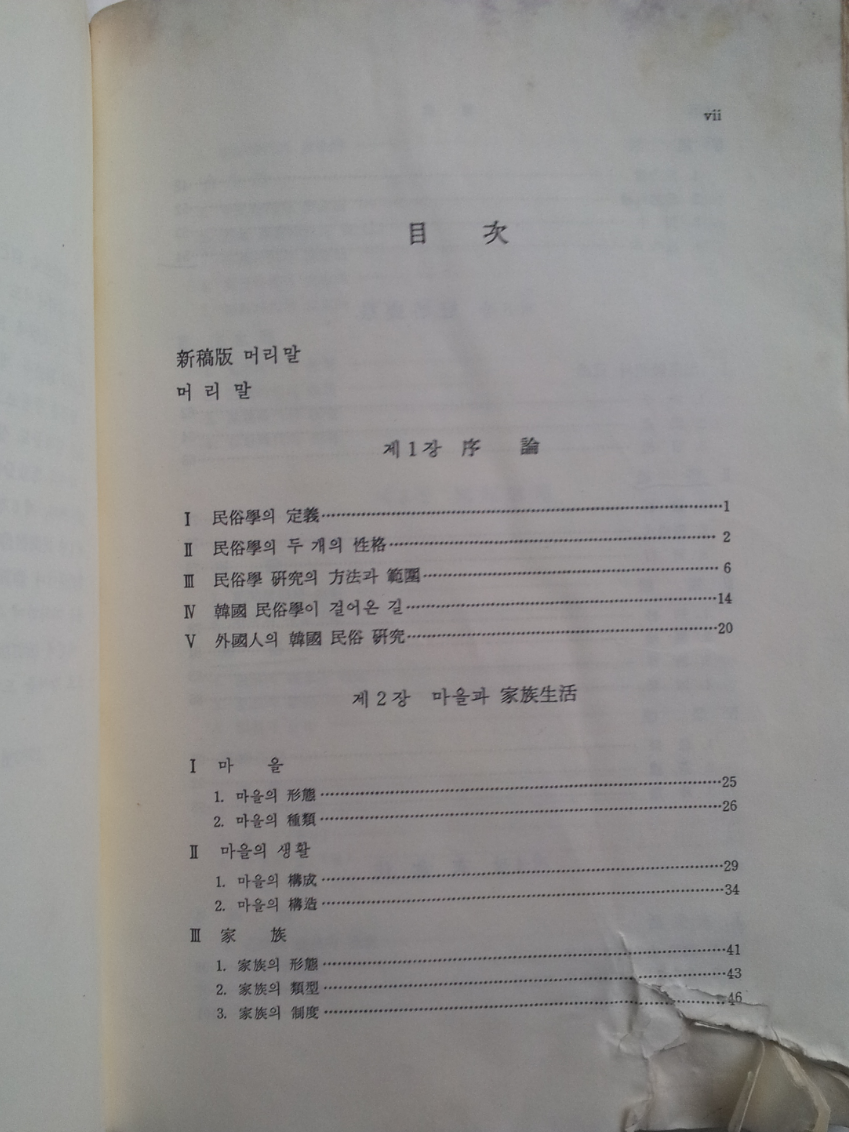 vii
目 次
新稿版 머리말
머 리 말
제1장 序 論
Ⅰ 民俗學의 定義 1
Ⅱ 民俗學의 두 개의 性格 2
Ⅲ 民俗學 硏究의 方法과 範圍 6
Ⅳ 韓國 民俗學이 걸어온 길 14
Ⅴ 外國人의 韓國 民俗 硏究 20
제2장 마을과 家族生活
Ⅰ 마 을
1. 마을의 形態 25
2. 마을의 種類 26
Ⅱ 마을의 생활
1. 마을의 構成 29
2. 마을의 構造 34
Ⅲ 家 族
1. 家族의 形態 41
2. 家族의 類型 43
3. 家族의 制度 46